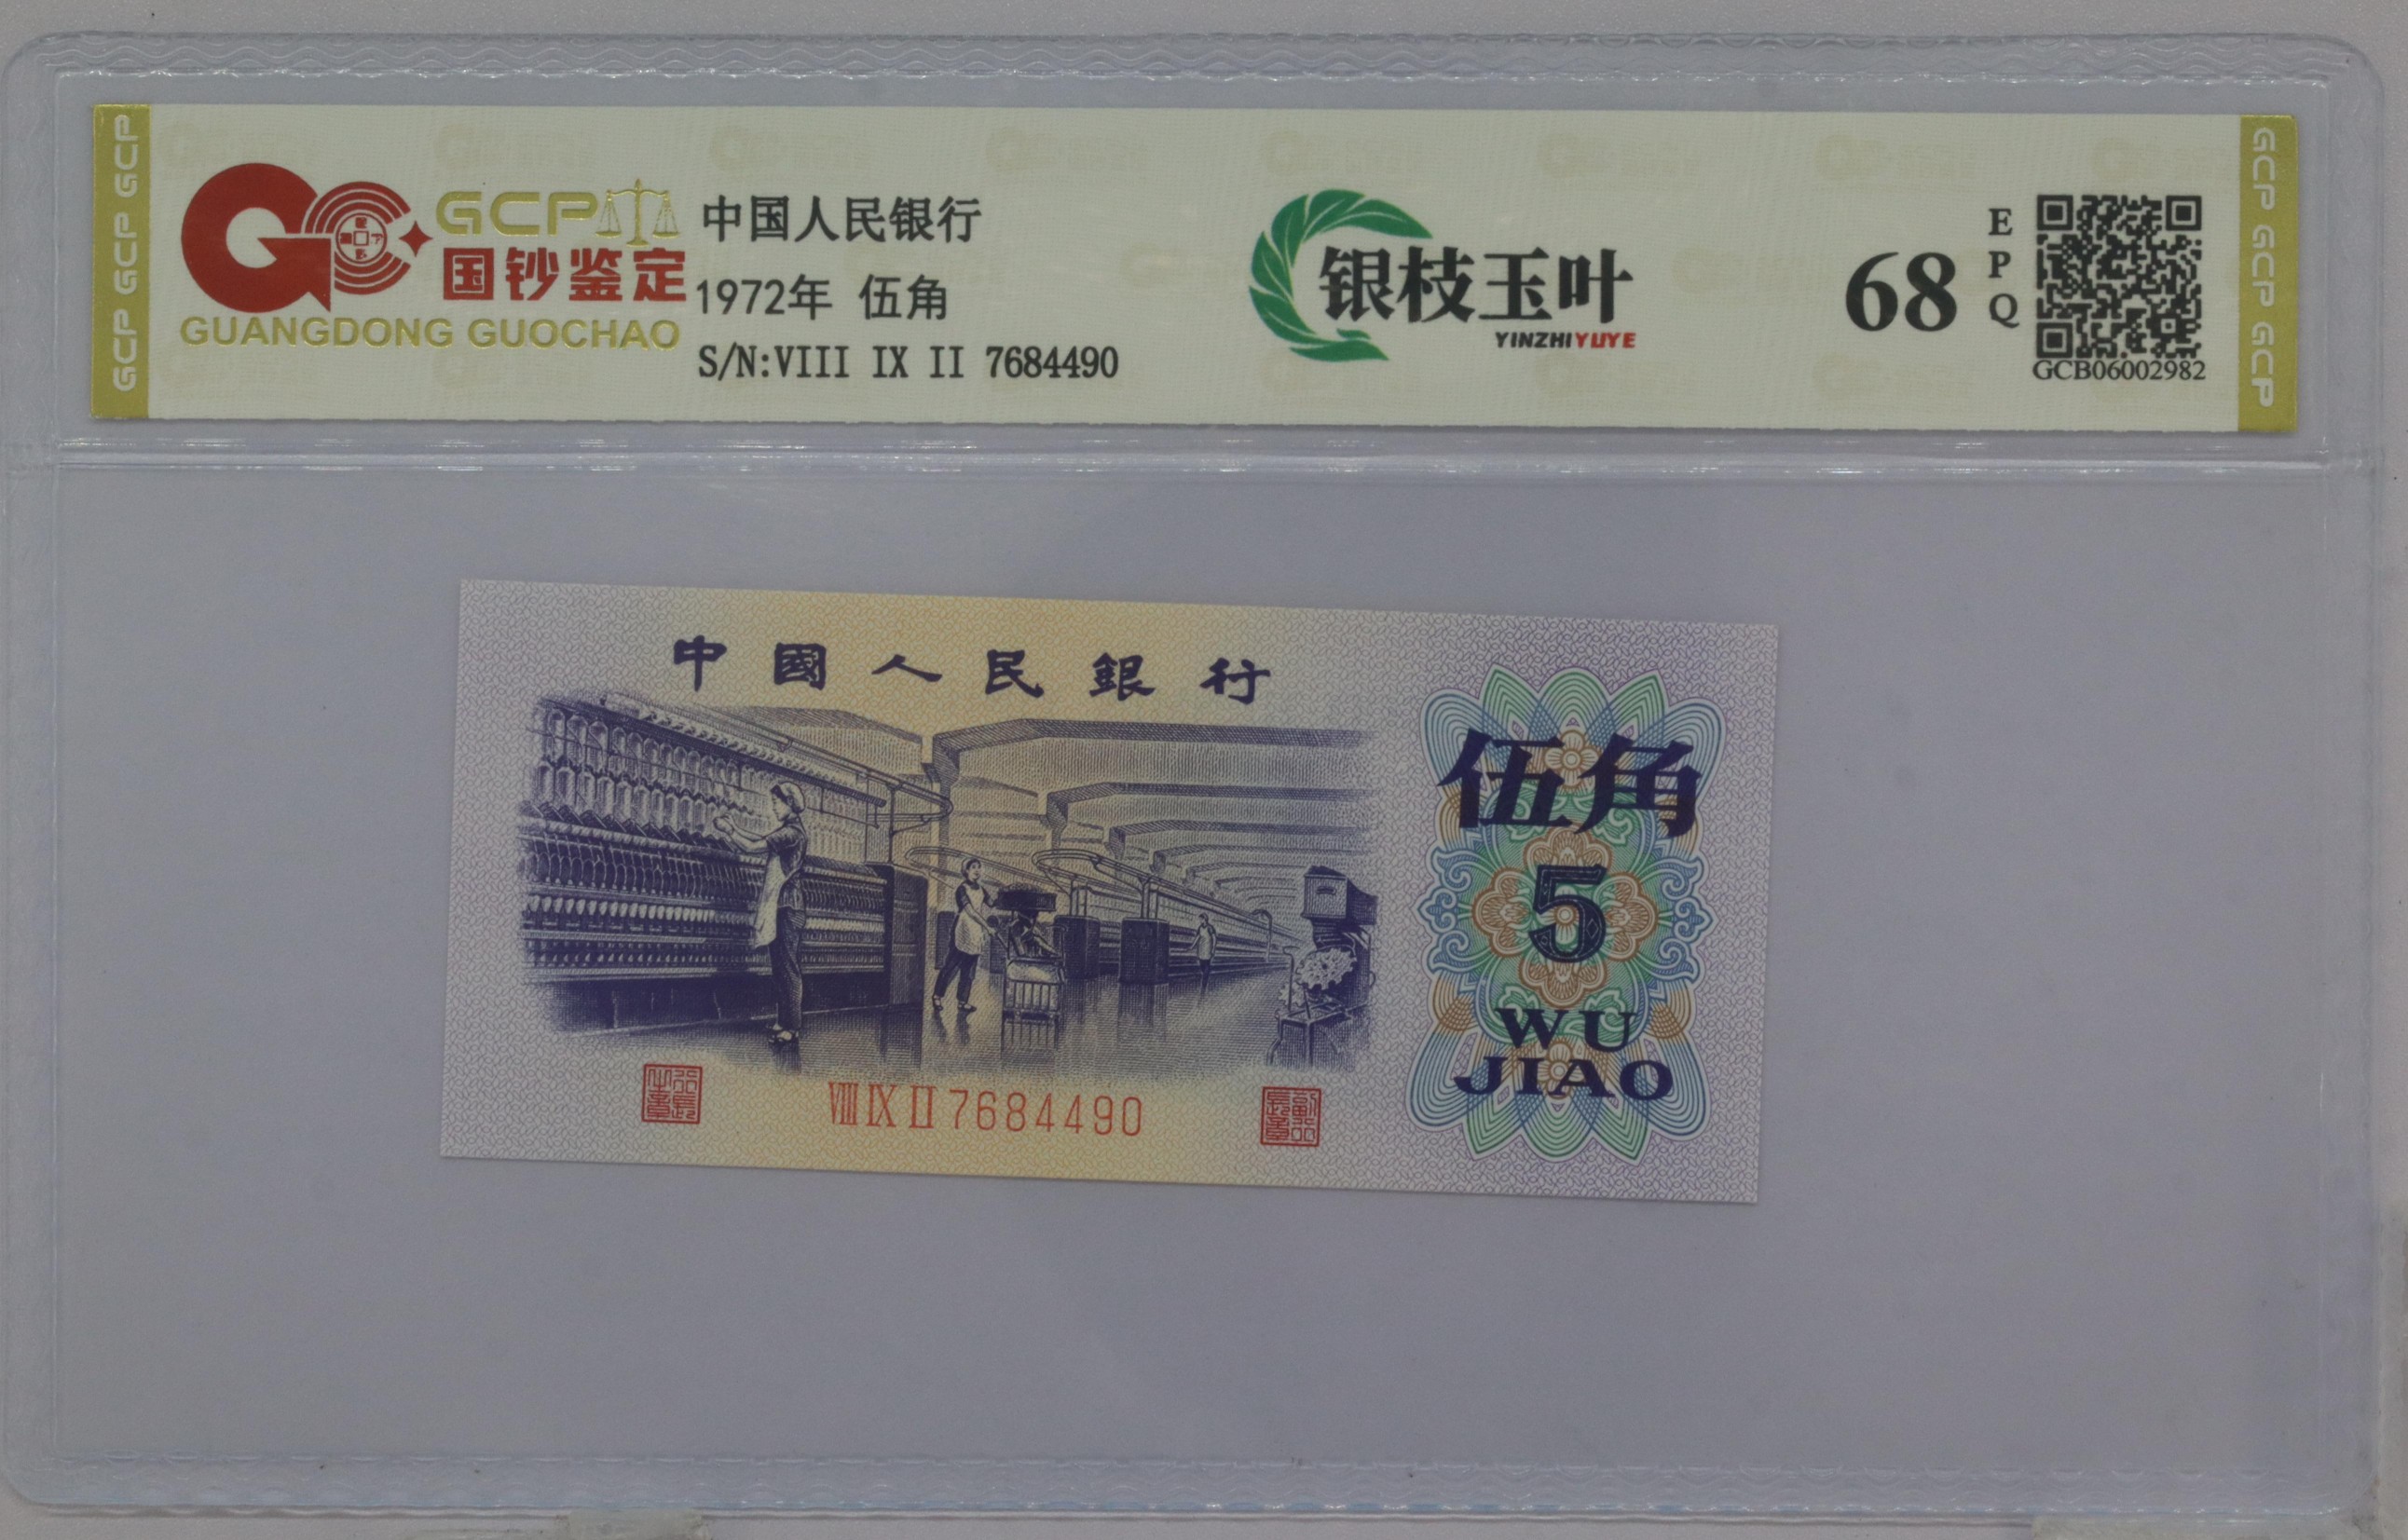 GCP GCP GCP
GCP
国钞鉴定
GUANGDONG GUOCHAO
中国人民银行
1972年 伍角
S/N:VIII IX II 7684490
银枝玉叶
YINZHIYUYE
68
EPQ
GCB06002982
GCP GCP GCP
中國人民銀行
伍角
5
WU
JIAO
VIII IX II 7684490